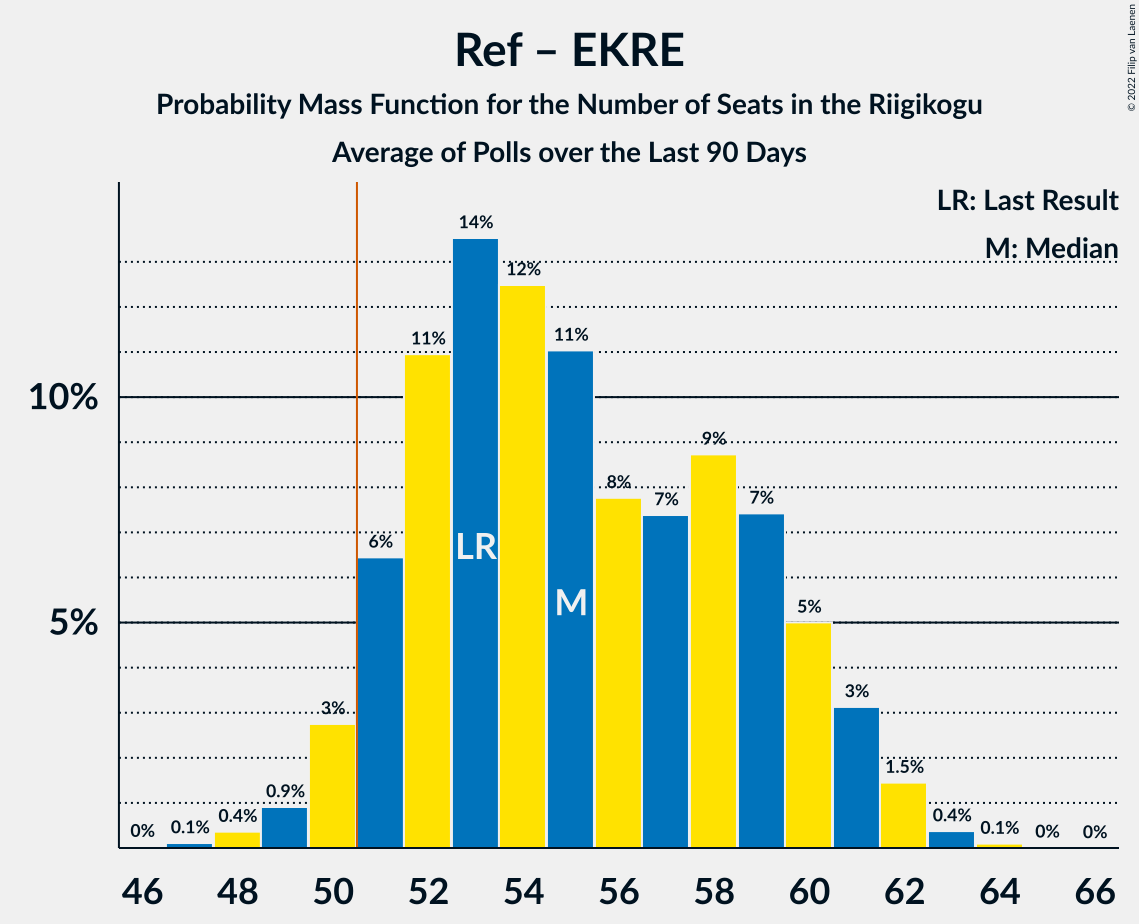 Ref – EKRE
Probability Mass Function for the Number of Seats in the Riigikogu
Average of Polls over the Last 90 Days
© 2022 Filip van Laenen
LR: Last Result
M: Median
10%
5%
0%
0.1%
0.4%
0.9%
3%
6%
11%
14%
12%
11%
8%
7%
9%
7%
5%
3%
1.5%
0.4%
0.1%
0%
0%
LR
M
46 48 50 52 54 56 58 60 62 64 66